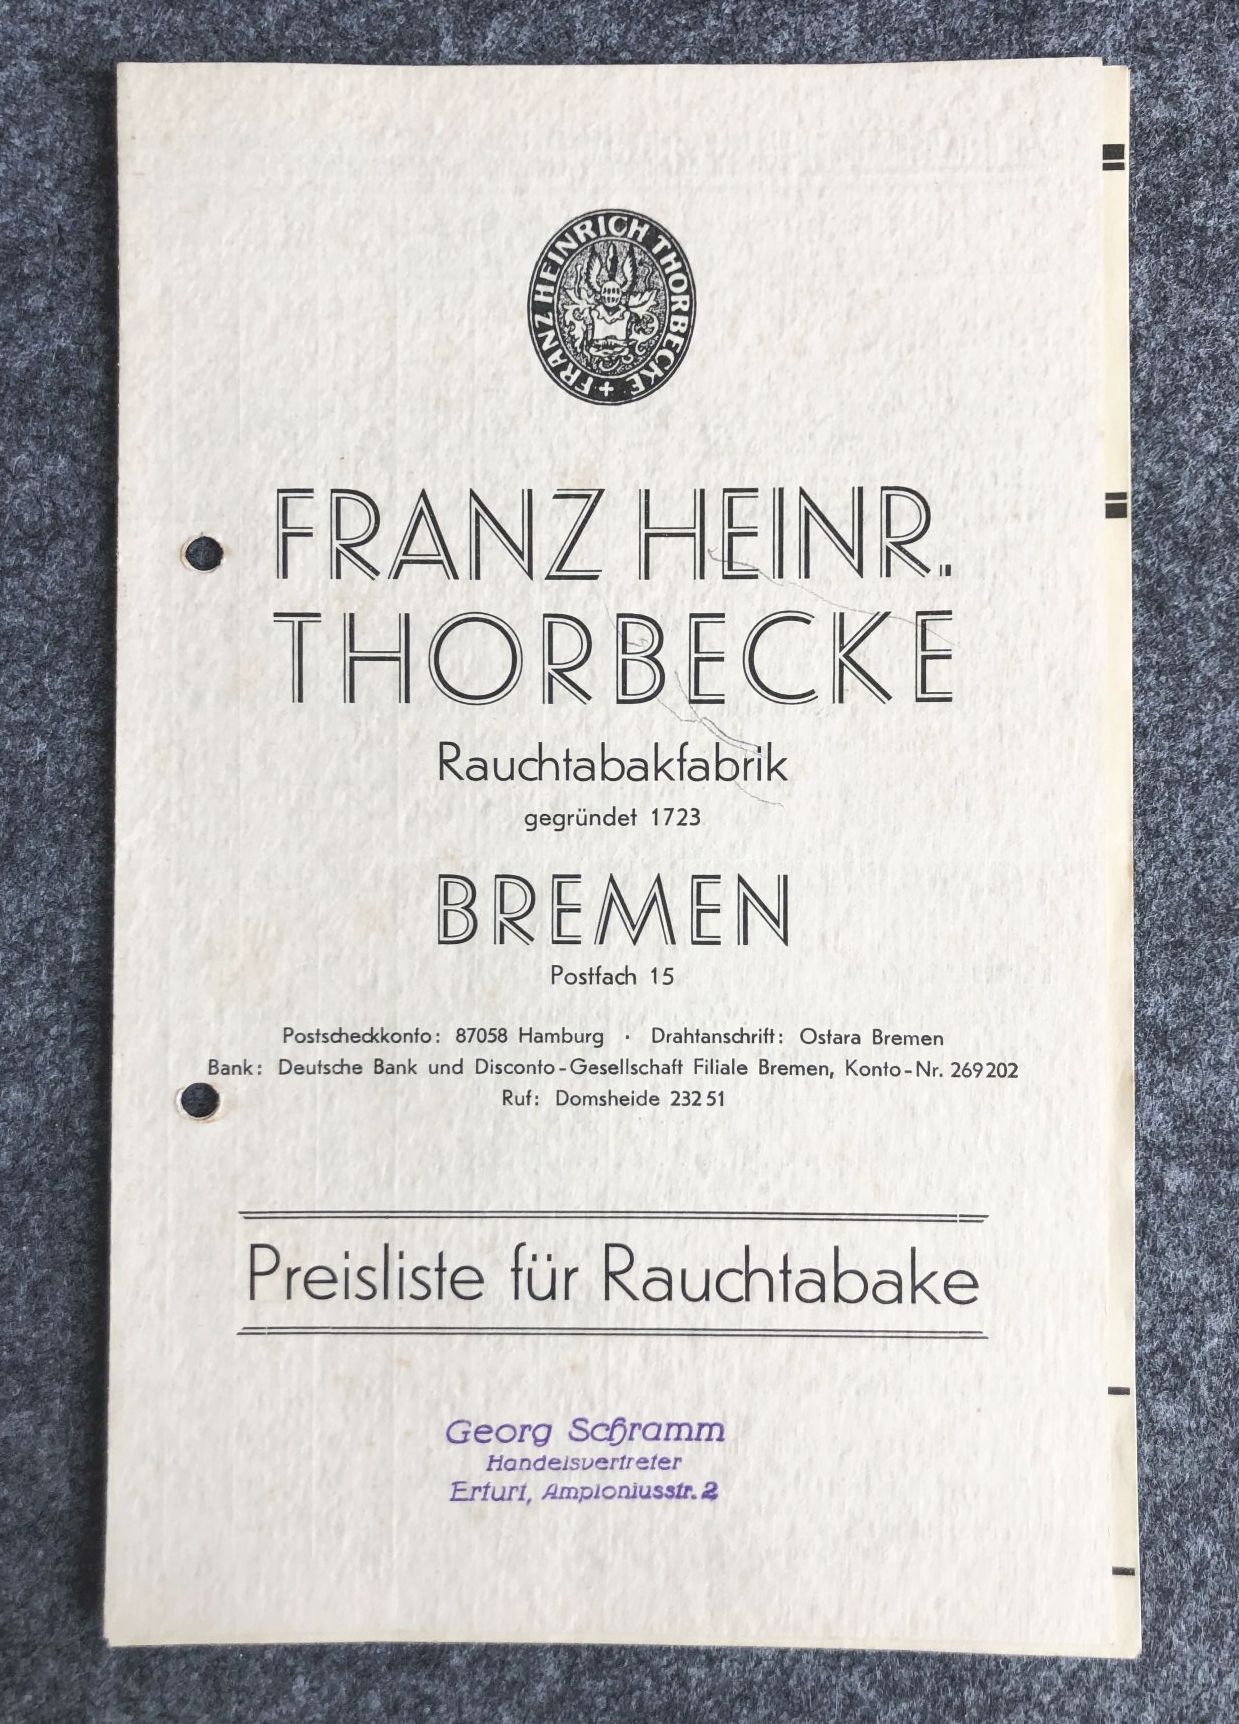 FRANZ HEINRICH THORBECKE +
FRANZ HEINR.
THORBECKE
Rauchtabakfabrik
gegründet 1723
BREMEN
Postfach 15
Postscheckkonto: 87058 Hamburg · Drahtanschrift: Ostara Bremen
Bank: Deutsche Bank und Disconto-Gesellschaft Filiale Bremen, Konto-Nr. 269202
Ruf: Domsheide 23251
Preisliste für Rauchtabake
Georg Schramm
Handelsvertreter
Erfurt, Amploniusstr. 2